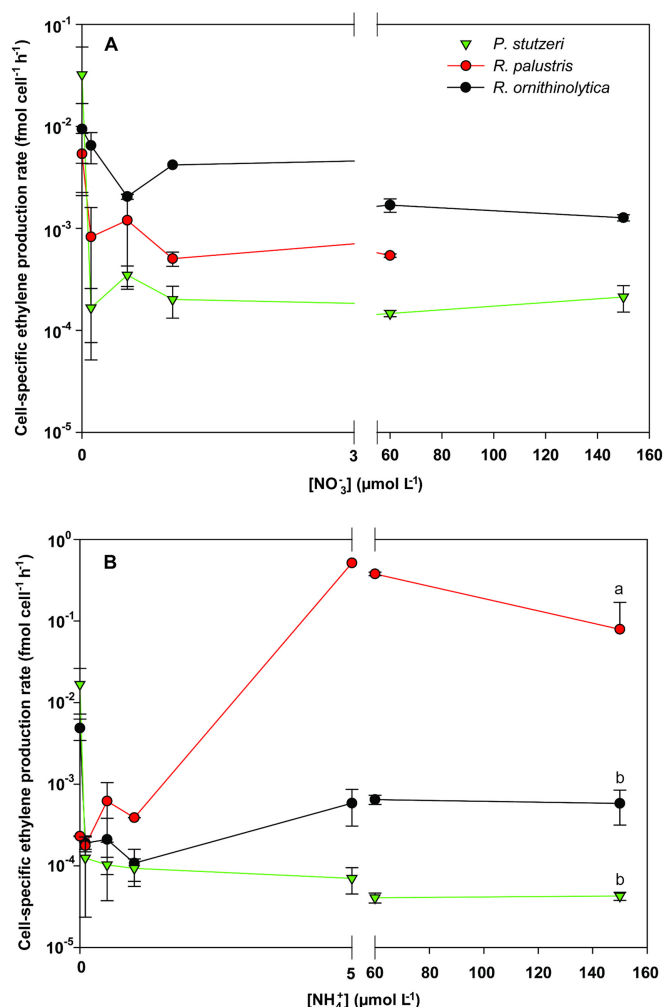 A
P. stutzeri
R. palustris
R. ornithinolytica
Cell-specific ethylene production rate (fmol cell⁻¹ h⁻¹)
10⁻¹
10⁻²
10⁻³
10⁻⁴
10⁻⁵
0 3 60 80 100 120 140 160
[NO₃⁻] (µmol L⁻¹)
B
Cell-specific ethylene production rate (fmol cell⁻¹ h⁻¹)
10⁰
10⁻¹
10⁻²
10⁻³
10⁻⁴
10⁻⁵
a
b
b
0 5 60 80 100 120 140 160
[NH₄⁺] (µmol L⁻¹)